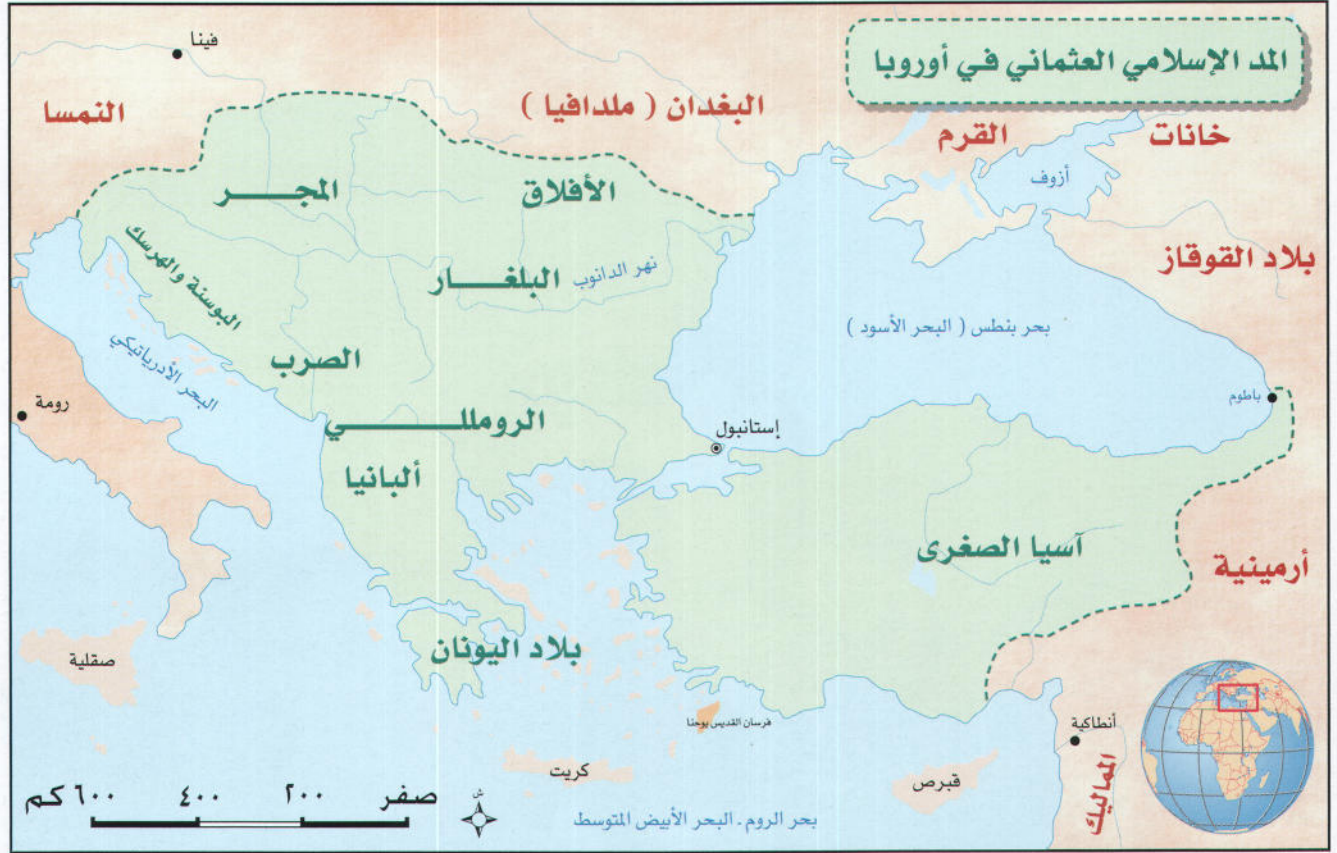 المد الإسلامي العثماني في أوروبا
فينا
النمسا
البغدان ( ملدافيا )
القرم
خانات
أزوف
المجـــر
الأفلاق
بلاد القوقاز
البوسنة والهرسك
البلغـــار
نهر الدانوب
بحر بنطس ( البحر الأسود )
الصرب
البحر الأدرياتيكي
رومة
باطوم
الروملـــلي
إستانبول
ألبانيا
آسيا الصغرى
أرمينية
بلاد اليونان
صقلية
فرسان القديس يوحنا
أنطاكية
كريت
قبرص
المماليك
صفر ٢٠٠ ٤٠٠ ٦٠٠ كم
ش
بحر الروم . البحر الأبيض المتوسط